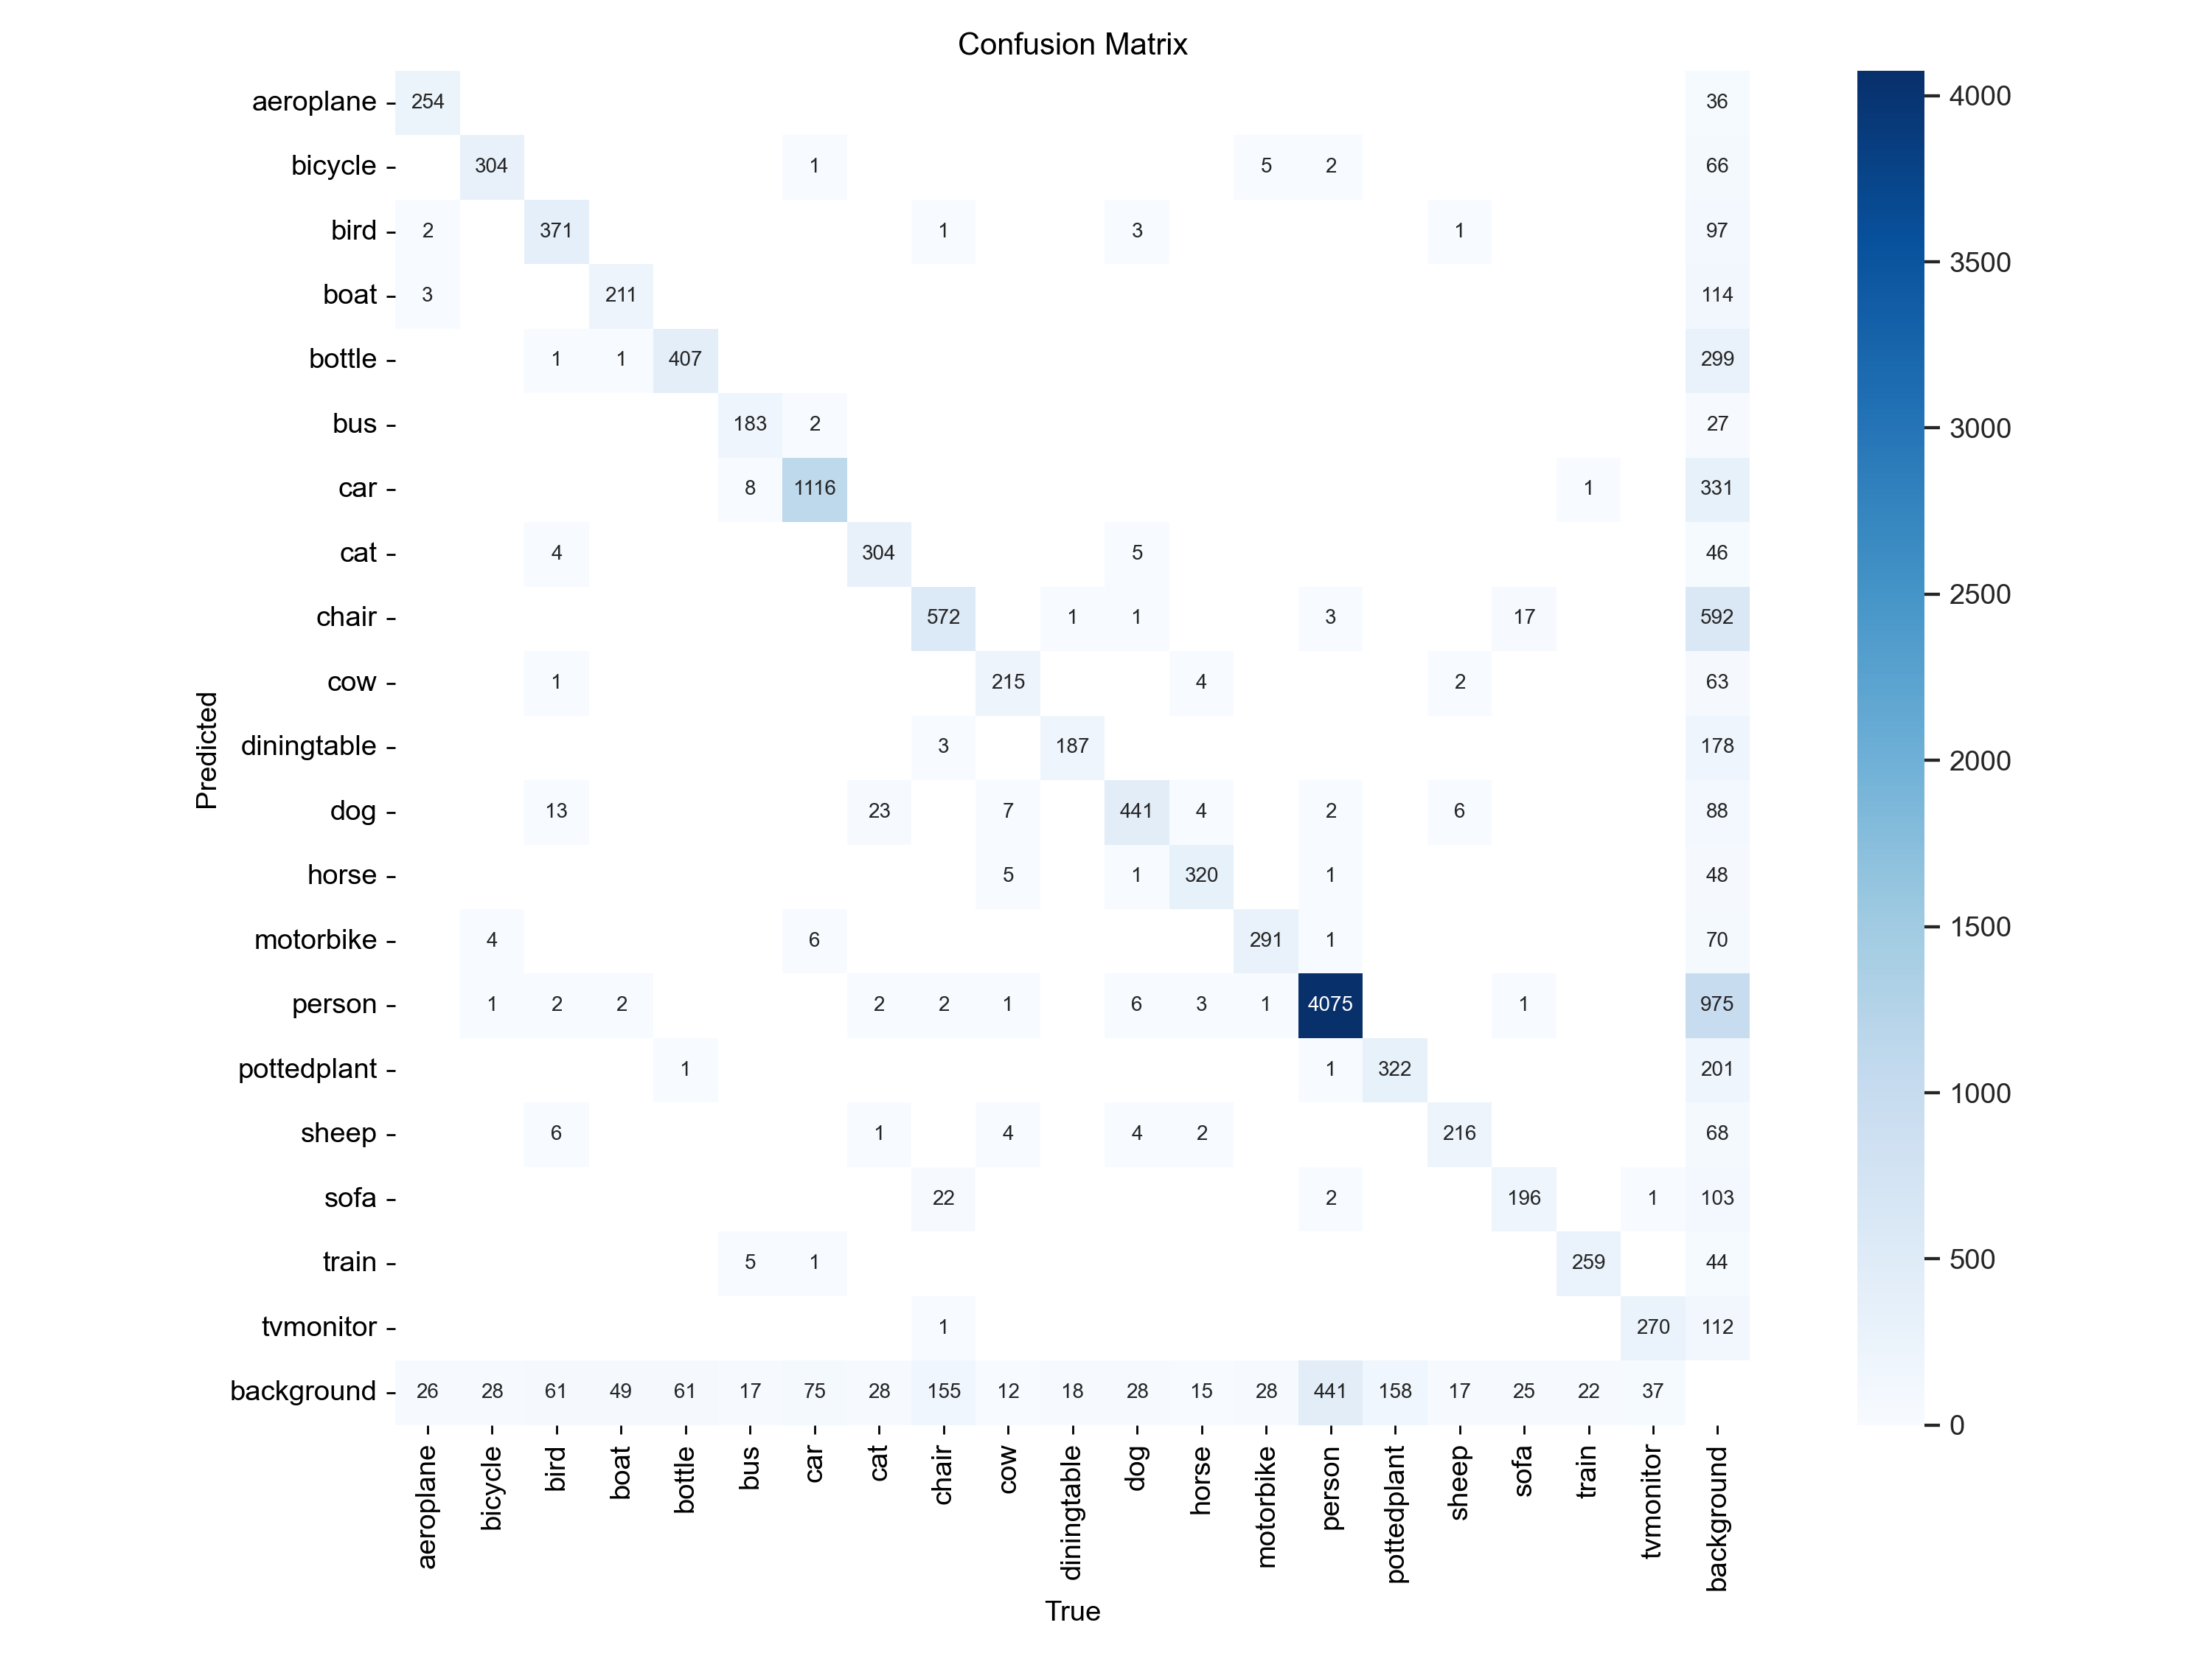 Confusion Matrix
aeroplane 254 36
bicycle 304 1 5 2 66
bird 2 371 1 3 1 97
boat 3 211 114
bottle 1 1 407 299
bus 183 2 27
car 8 1116 1 331
cat 4 304 5 46
chair 572 1 1 3 17 592
cow 1 215 4 2 63
diningtable 3 187 178
dog 13 23 7 441 4 2 6 88
horse 5 1 320 1 48
motorbike 4 6 291 1 70
person 1 2 2 2 2 1 6 3 1 4075 1 975
pottedplant 1 1 322 201
sheep 6 1 4 4 2 216 68
sofa 22 2 196 1 103
train 5 1 259 44
tvmonitor 1 270 112
background 26 28 61 49 61 17 75 28 155 12 18 28 15 28 441 158 17 25 22 37
Predicted
aeroplane bicycle bird boat bottle bus car cat chair cow diningtable dog horse motorbike person pottedplant sheep sofa train tvmonitor background
True
4000
3500
3000
2500
2000
1500
1000
500
0